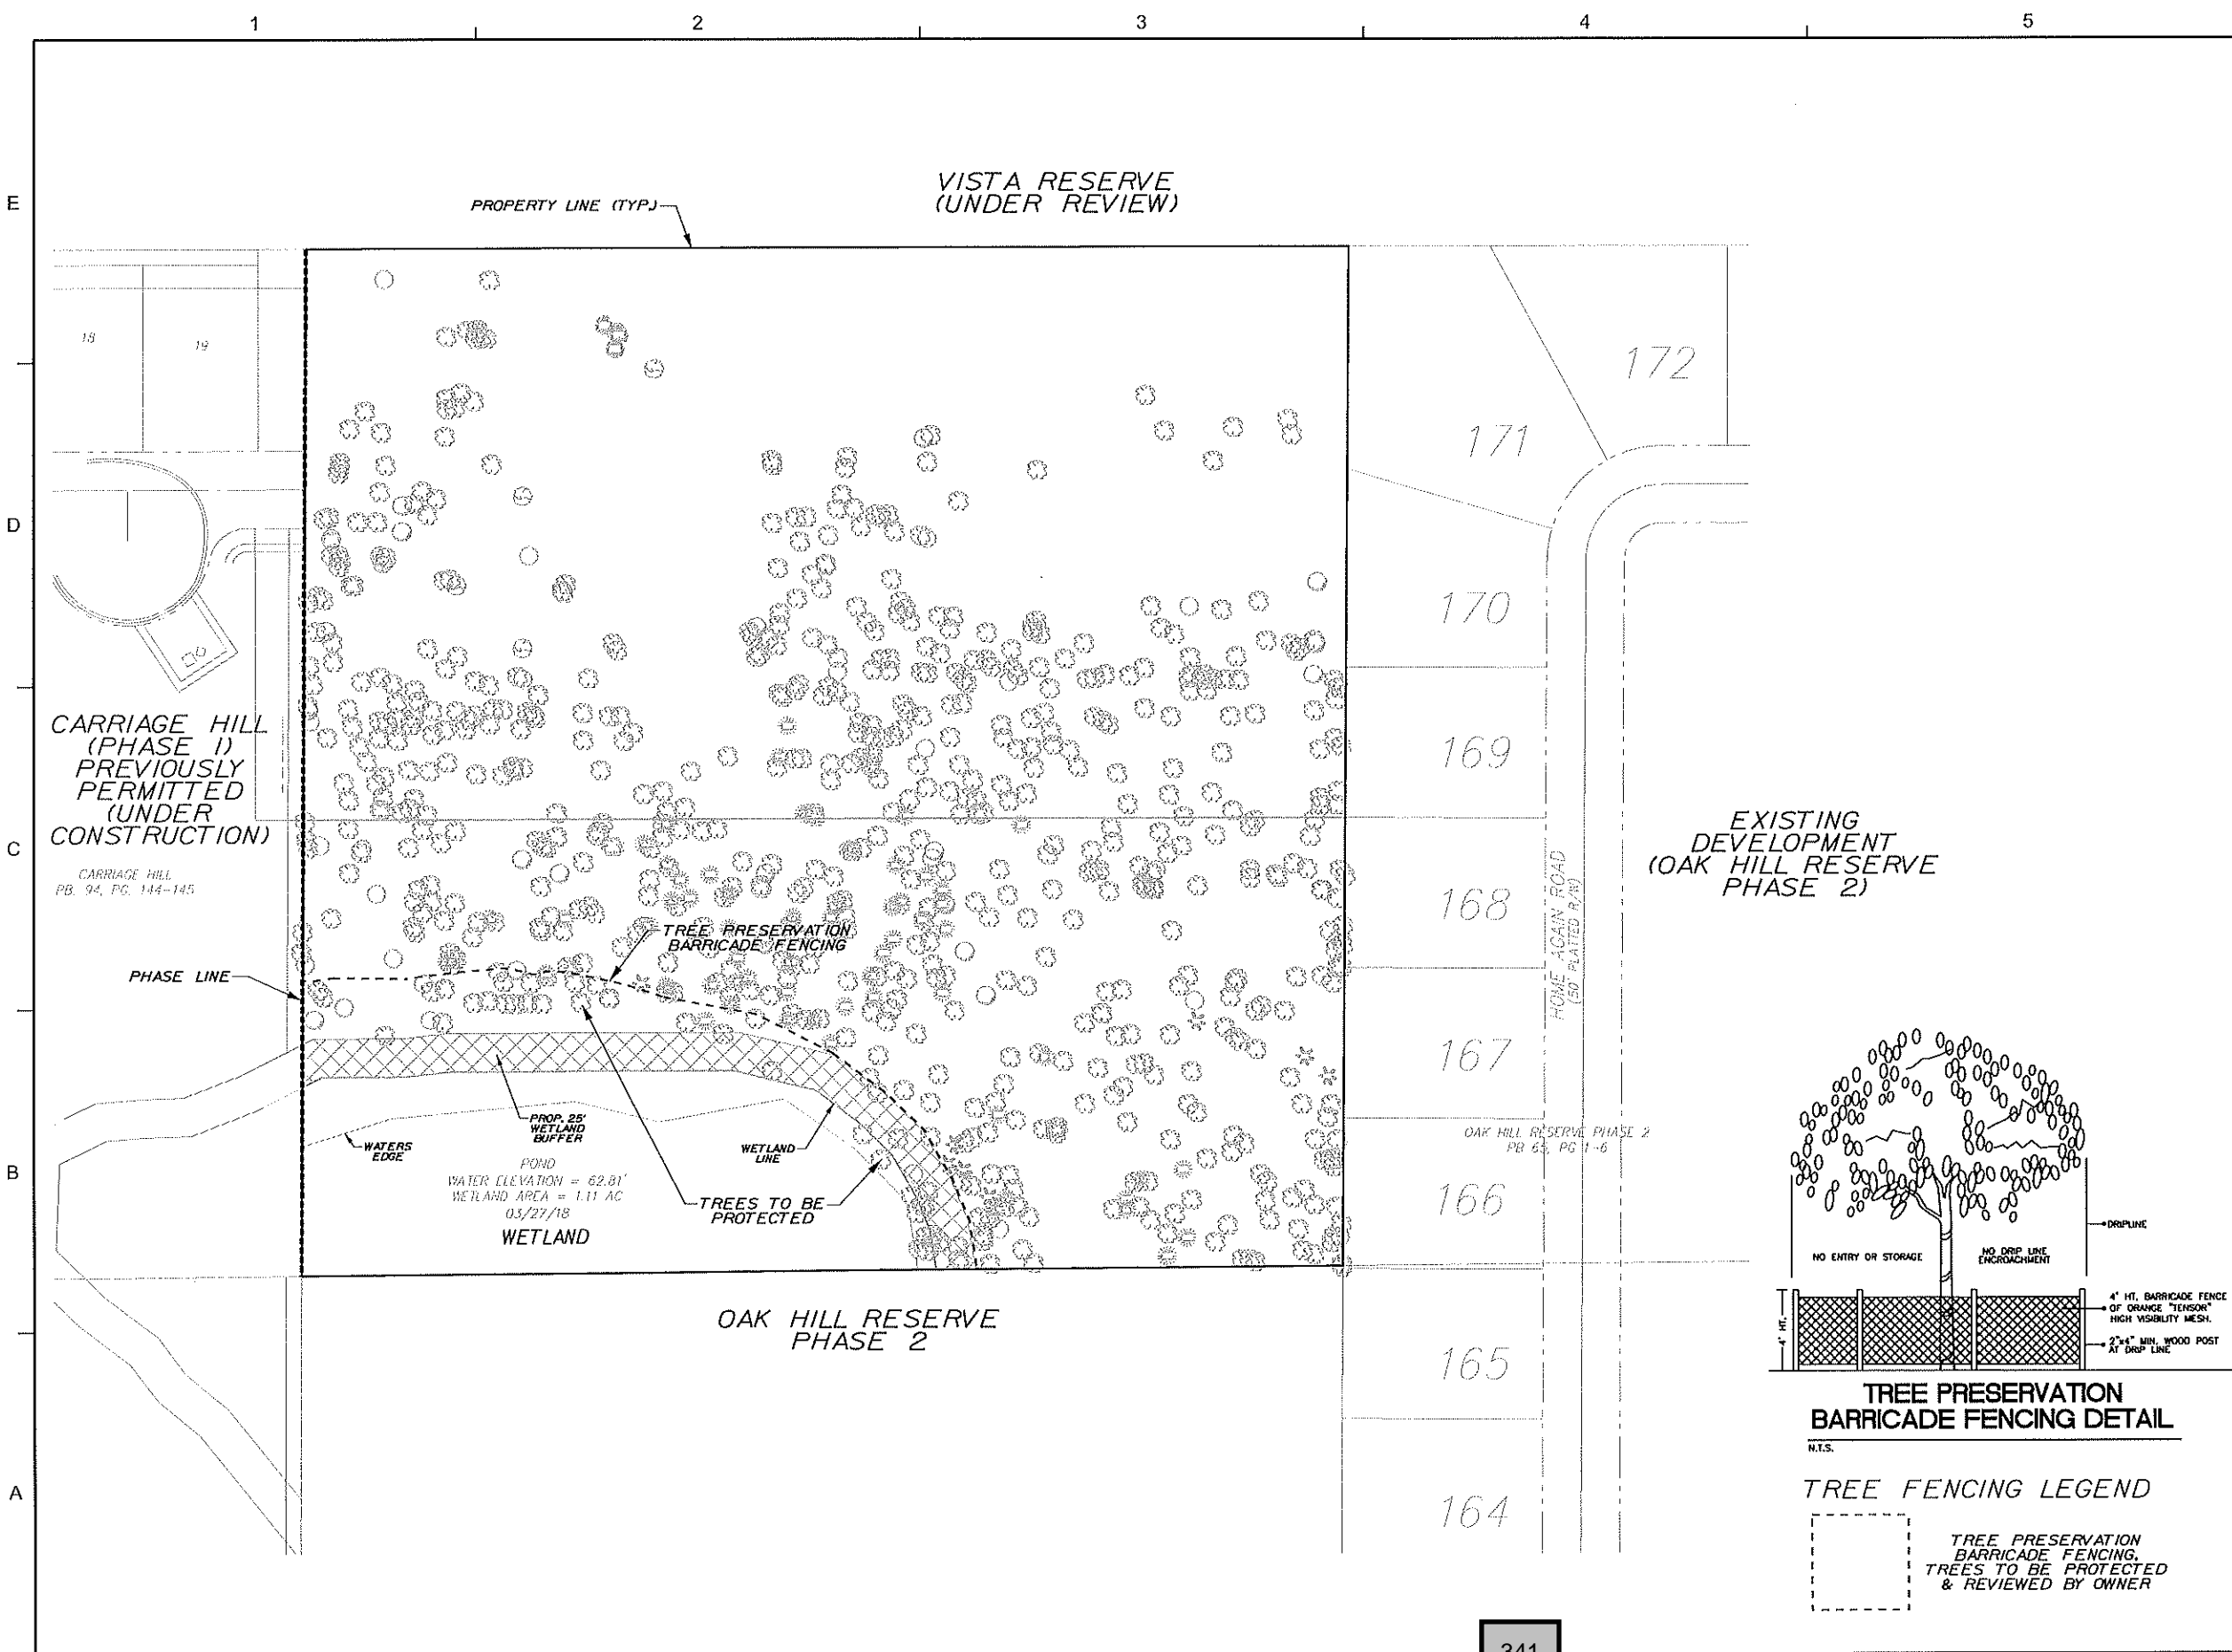 1
2
3
4
5
E
D
C
B
A
VISTA RESERVE
(UNDER REVIEW)
PROPERTY LINE (TYP.)
18
19
172
171
170
169
168
167
166
165
164
CARRIAGE HILL
(PHASE 1)
PREVIOUSLY
PERMITTED
(UNDER
CONSTRUCTION)
CARRIAGE HILL
PB. 94, PG. 144-145
PHASE LINE
TREE PRESERVATION
BARRICADE FENCING
EXISTING
DEVELOPMENT
(OAK HILL RESERVE
PHASE 2)
HOME AGAIN ROAD
(50' PLATTED R/W)
PROP. 25'
WETLAND
BUFFER
WATERS
EDGE
WETLAND
LINE
POND
WATER ELEVATION = 62.81'
WETLAND AREA = 1.11 AC
03/27/18
WETLAND
TREES TO BE
PROTECTED
OAK HILL RESERVE PHASE 2
PB 65, PG 1-6
OAK HILL RESERVE
PHASE 2
DRIPLINE
NO ENTRY OR STORAGE
NO DRIP LINE
ENCROACHMENT
4' HT.
4' HT. BARRICADE FENCE
OF ORANGE "TENSOR"
HIGH VISIBILITY MESH.
2"x4" MIN. WOOD POST
AT DRIP LINE
TREE PRESERVATION
BARRICADE FENCING DETAIL
N.T.S.
TREE FENCING LEGEND
TREE PRESERVATION
BARRICADE FENCING.
TREES TO BE PROTECTED
& REVIEWED BY OWNER
341